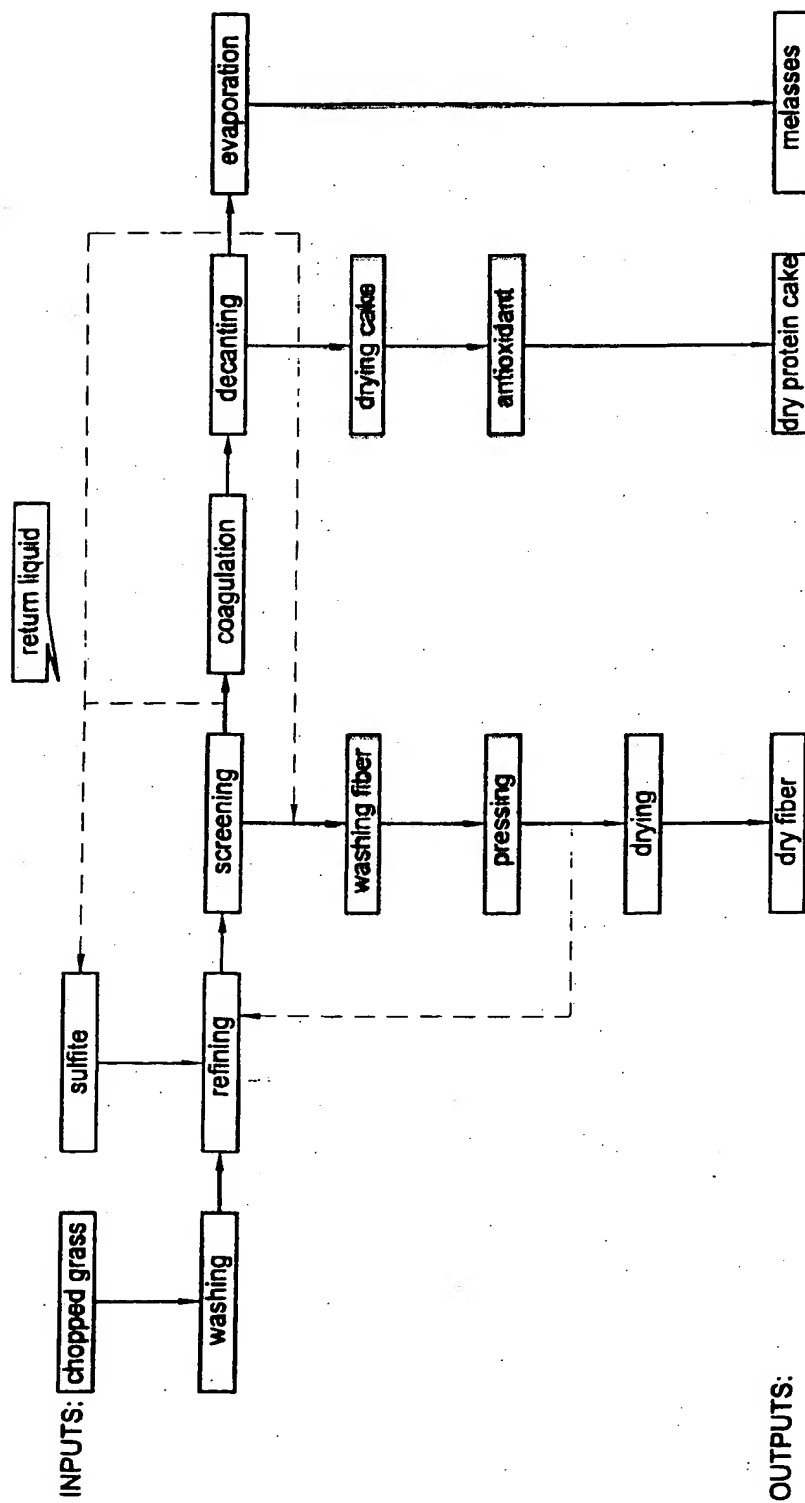 return liquid
INPUTS:
chopped grass
sulfite
washing
refining
screening
coagulation
decanting
evaporation
washing fiber
drying cake
pressing
antioxidant
drying
OUTPUTS:
dry fiber
dry protein cake
melasses